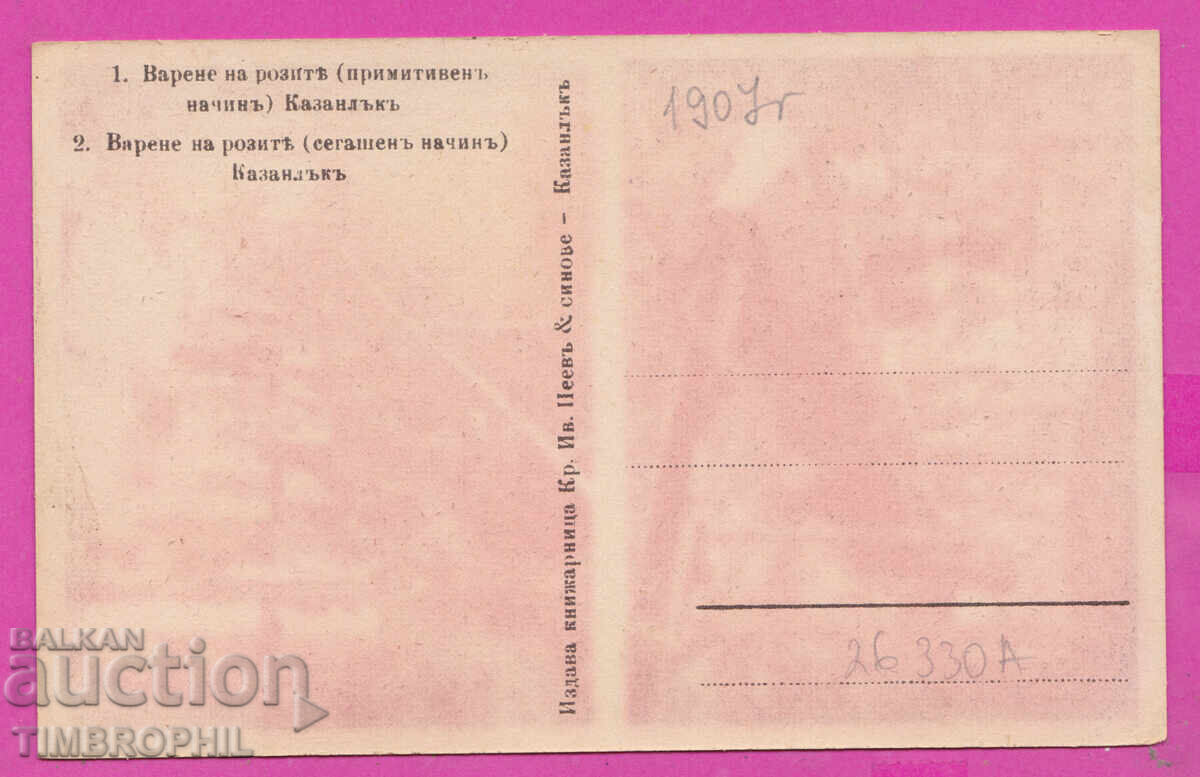 1. Варене на розитѣ (примитивенъ
начинъ) Казанлъкъ
2. Варене на розитѣ (сегашенъ начинъ)
Казанлъкъ
Издава книжарница Кр. Ив. Пеевъ & синове – Казанлъкъ
1907г
26330А
BALKAN
auction
TIMBROPHIL